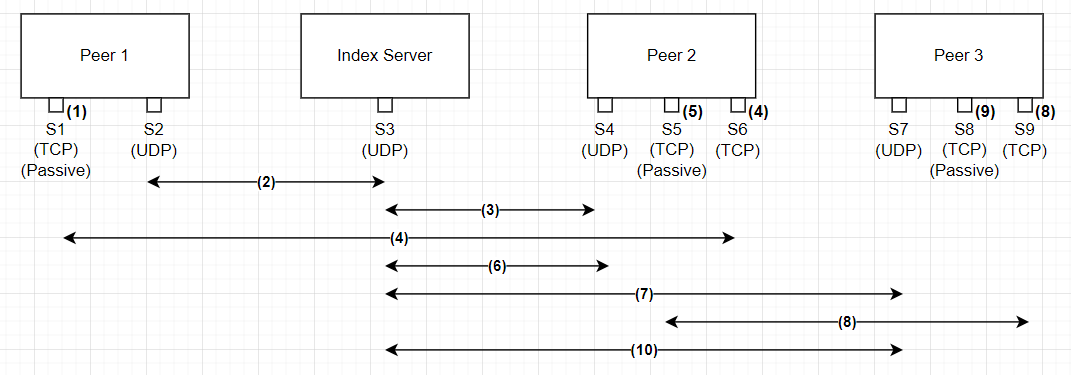 Peer 1 Index Server Peer 2 Peer 3
(1) (5) (4) (9) (8)
S1 S2 S3 S4 S5 S6 S7 S8 S9
(TCP) (UDP) (UDP) (UDP) (TCP) (TCP) (UDP) (TCP) (TCP)
(Passive) (Passive) (Passive)
(2)
(3)
(4)
(6)
(7)
(8)
(10)